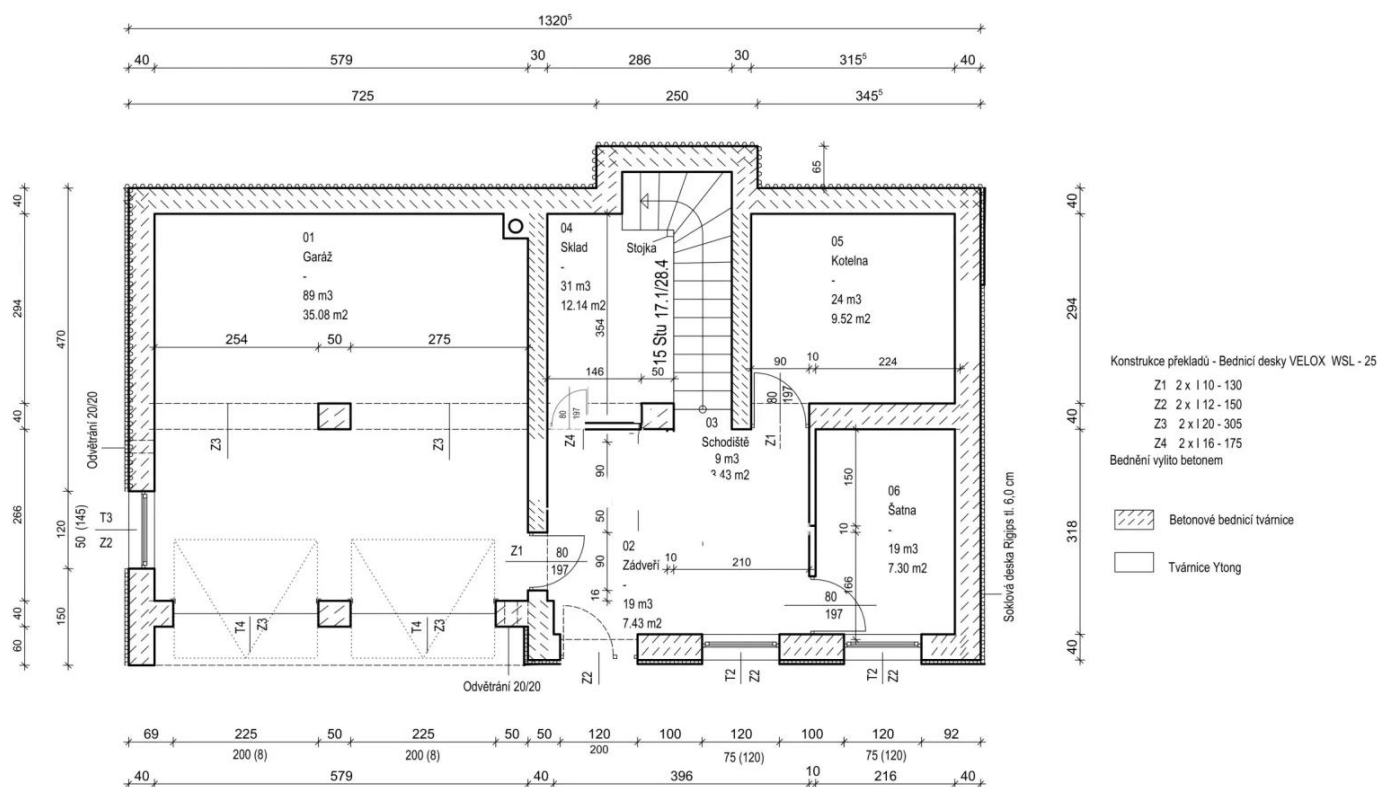 1320⁵
40 579 30 286 30 315⁵ 40
725 250 345⁵
65
40
294
40
266
40
60
470
120
50 (145)
150
01
Garáž
-
89 m3
35.08 m2
254 50 275
04
Sklad
-
31 m3
12.14 m2
354
Stojka
15 Stu 17.1/28.4
146 50
05
Kotelna
-
24 m3
9.52 m2
90 10 224
80
197
Z1
80
197
Z4
03
Schodiště
9 m3
3.43 m2
Z3
Z3
Odvětrání 20/20
T3
Z2
90
50
90
16
Z1 80
197
02
Zádveří
-
19 m3
7.43 m2
10 210
150
10
166
06
Šatna
-
19 m3
7.30 m2
80
197
T4 Z3
T4 Z3
Odvětrání 20/20
Z2
T2 Z2
T2 Z2
40
294
40
318
40
Soklová deska Rigips tl. 6,0 cm
Konstrukce překladů - Bednicí desky VELOX WSL - 25
Z1 2 x I 10 - 130
Z2 2 x I 12 - 150
Z3 2 x I 20 - 305
Z4 2 x I 16 - 175
Bednění vylito betonem
Betonové bednicí tvárnice
Tvárnice Ytong
69 225 50 225 50 50 120 100 120 100 120 92
200 (8) 200 (8) 200 75 (120) 75 (120)
40 579 40 396 10 216 40